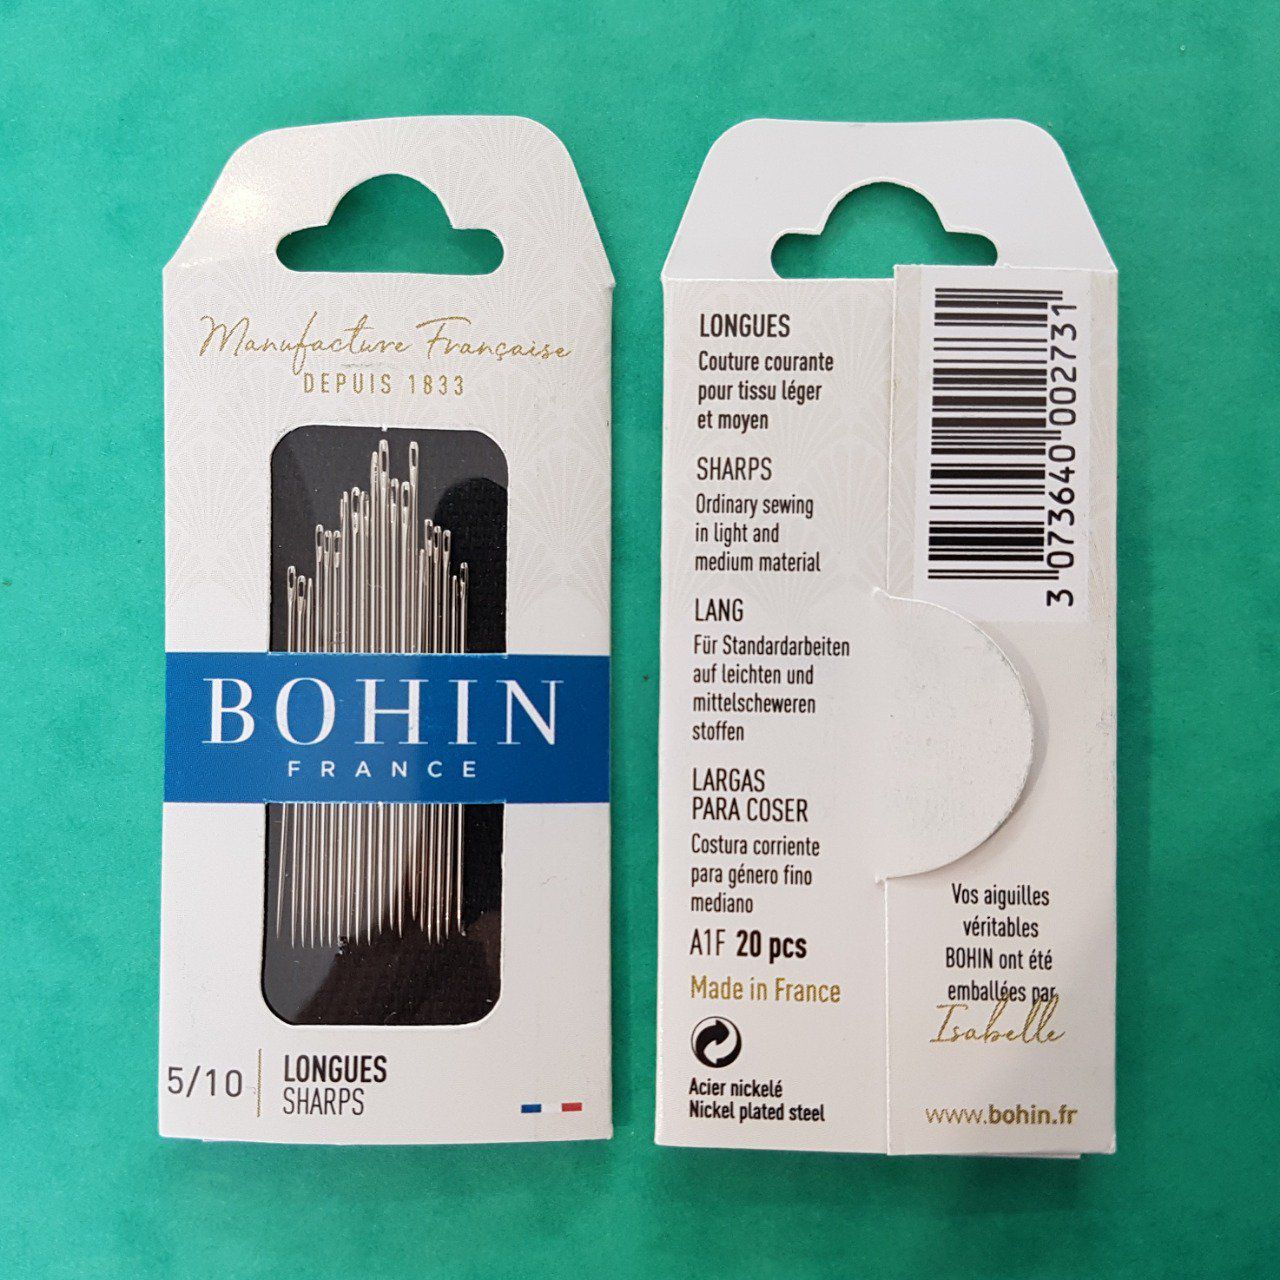 Manufacture Française
DEPUIS 1833
BOHIN
FRANCE
5/10
LONGUES
SHARPS
LONGUES
Couture courante
pour tissu léger
et moyen
SHARPS
Ordinary sewing
in light and
medium material
LANG
Für Standardarbeiten
auf leichten und
mittelscheweren
stoffen
LARGAS
PARA COSER
Costura corriente
para género fino
mediano
A1F 20 pcs
Made in France
Acier nickelé
Nickel plated steel
3 073640 002731
Vos aiguilles
véritables
BOHIN ont été
emballées par
Isabelle
www.bohin.fr